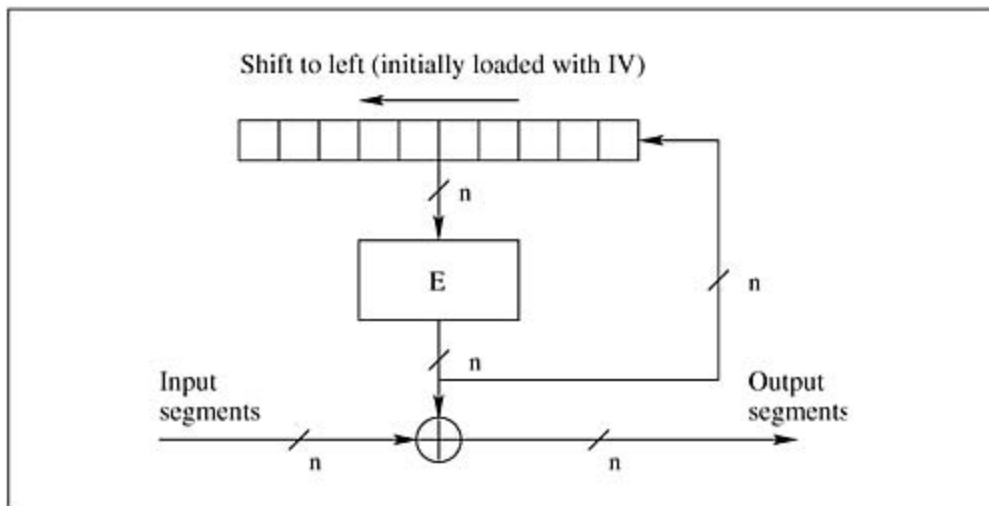 Shift to left (initially loaded with IV)
n
E
n
n
Input
segments
Output
segments
n
n